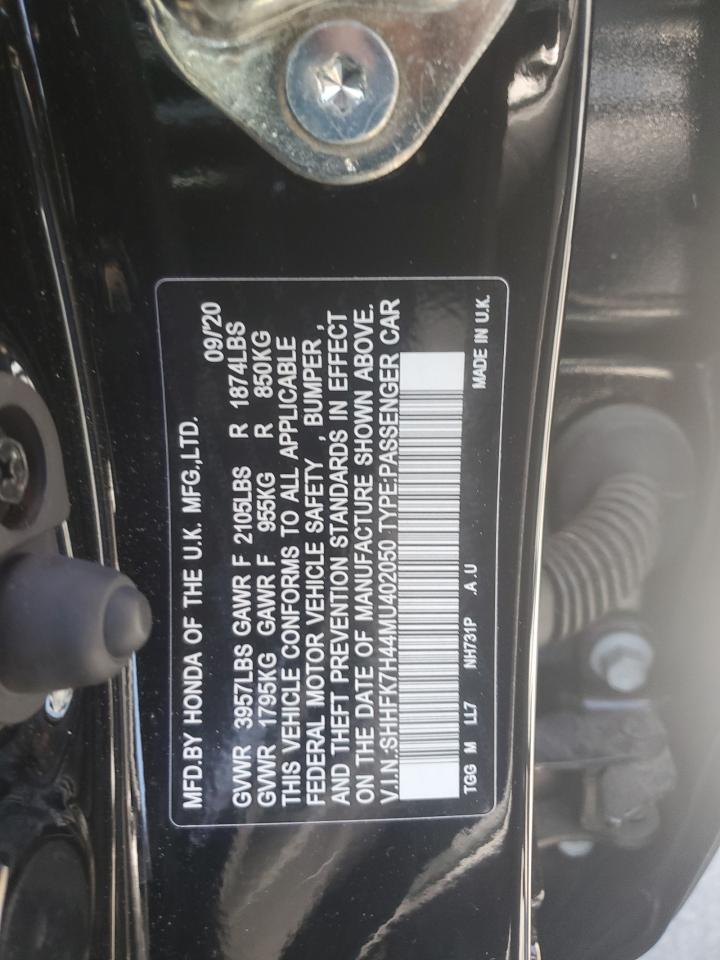 MFD.BY HONDA OF THE U.K. MFG.,LTD. 09/'20
GVWR 3957LBS GAWR F 2105LBS R 1874LBS
GVWR 1795KG GAWR F 955KG R 850KG
THIS VEHICLE CONFORMS TO ALL APPLICABLE
FEDERAL MOTOR VEHICLE SAFETY , BUMPER ,
AND THEFT PREVENTION STANDARDS IN EFFECT
ON THE DATE OF MANUFACTURE SHOWN ABOVE.
V.I.N.:SHHFK7H44MU402050 TYPE:PASSENGER CAR
TGG M LL7 NH731P .A.U MADE IN U.K.